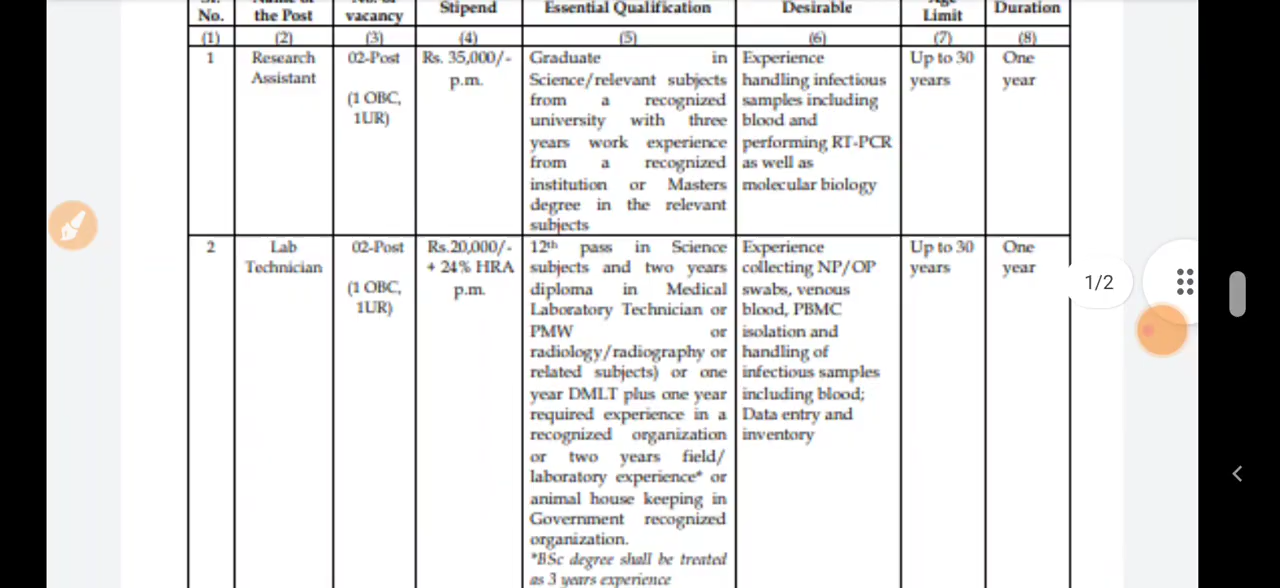 No. the Post vacancy Stipend Essential Qualification Desirable Limit Duration
(1) (2) (3) (4) (5) (6) (7) (8)
1
Research
Assistant
02-Post
(1 OBC,
1UR)
Rs. 35,000/-
p.m.
Graduate in
Science/relevant subjects
from a recognized
university with three
years work experience
from a recognized
institution or Masters
degree in the relevant
subjects
Experience
handling infectious
samples including
blood and
performing RT-PCR
as well as
molecular biology
Up to 30
years
One
year
2
Lab
Technician
02-Post
(1 OBC,
1UR)
Rs.20,000/-
+ 24% HRA
p.m.
12th pass in Science
subjects and two years
diploma in Medical
Laboratory Technician or
PMW or
radiology/radiography or
related subjects) or one
year DMLT plus one year
required experience in a
recognized organization
or two years field/
laboratory experience* or
animal house keeping in
Government recognized
organization.
*BSc degree shall be treated
as 3 years experience
Experience
collecting NP/OP
swabs, venous
blood, PBMC
isolation and
handling of
infectious samples
including blood;
Data entry and
inventory
Up to 30
years
One
year
1/2